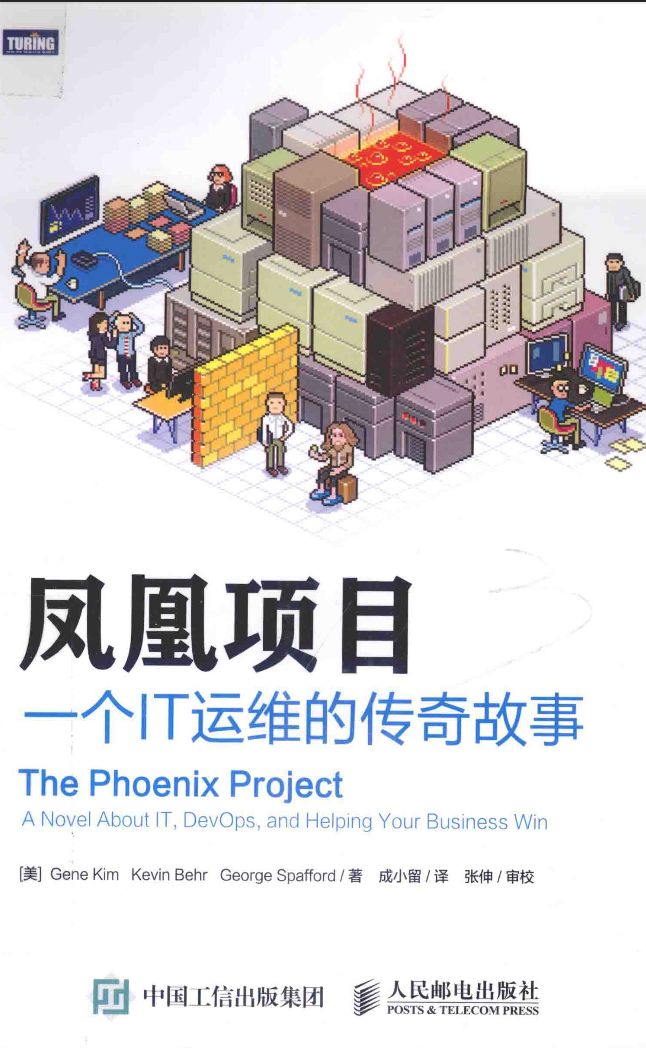 TURING
凤凰项目
一个IT运维的传奇故事
The Phoenix Project
A Novel About IT, DevOps, and Helping Your Business Win
[美] Gene Kim Kevin Behr George Spafford / 著 成小留 / 译 张伸 / 审校
中国工信出版集团
人民邮电出版社
POSTS & TELECOM PRESS